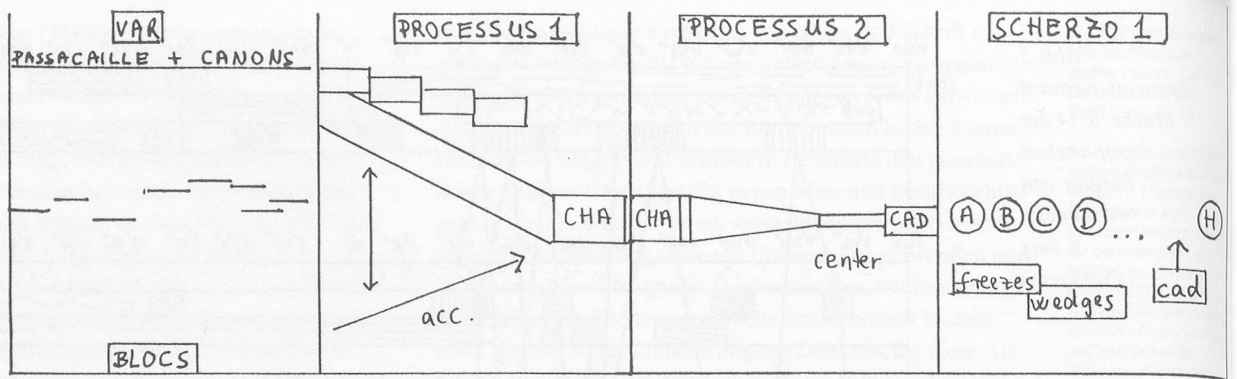 VAR
PASSACAILLE + CANONS
BLOCS
PROCESSUS 1
CHA
acc.
PROCESSUS 2
CHA
center
CAD
SCHERZO 1
A B C D ... H
freezes
wedges
cad